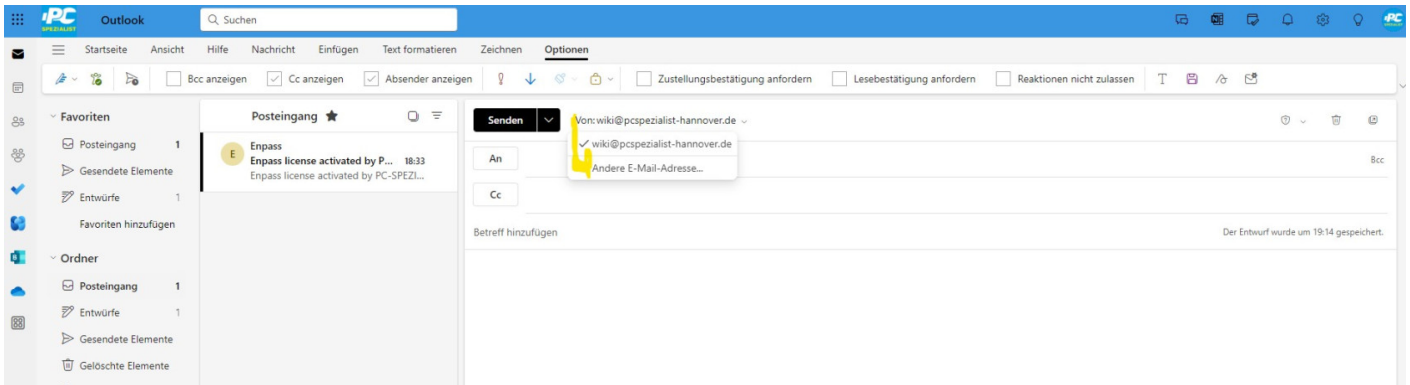 PC
SPEZIALIST
Outlook
Suchen
Startseite Ansicht Hilfe Nachricht Einfügen Text formatieren Zeichnen Optionen
Bcc anzeigen Cc anzeigen Absender anzeigen Zustellungsbestätigung anfordern Lesebestätigung anfordern Reaktionen nicht zulassen
Favoriten
Posteingang 1
Gesendete Elemente
Entwürfe 1
Favoriten hinzufügen
Ordner
Posteingang 1
Entwürfe 1
Gesendete Elemente
Gelöschte Elemente
Posteingang
E
Enpass
Enpass license activated by P... 18:33
Enpass license activated by PC-SPEZI...
Senden
Von: wiki@pcspezialist-hannover.de
wiki@pcspezialist-hannover.de
Andere E-Mail-Adresse...
An
Bcc
Cc
Betreff hinzufügen
Der Entwurf wurde um 19:14 gespeichert.